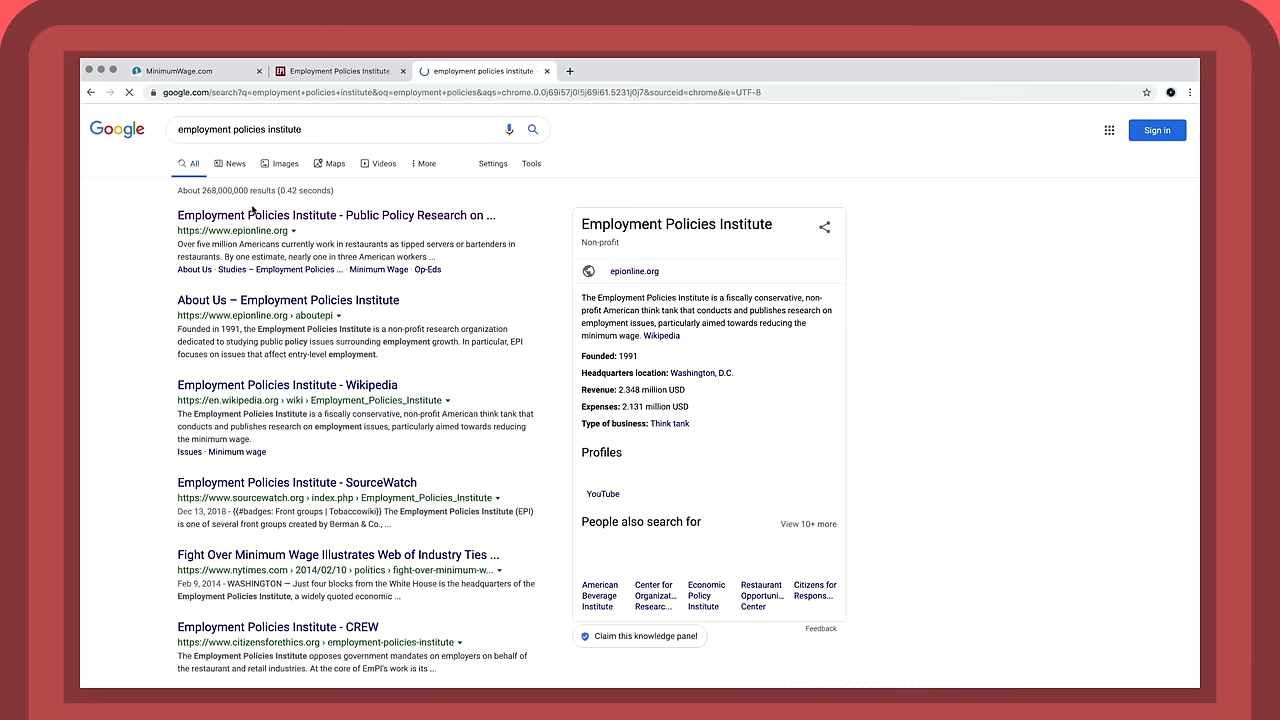 MinimumWage.com
Employment Policies Institute
employment policies institute
google.com/search?q=employment+policies+institute&oq=employment+policies&aqs=chrome.0.0j69i57j0l5j69i61.5231j0j7&sourceid=chrome&ie=UTF-8
Google
employment policies institute
Sign in
All
News
Images
Maps
Videos
More
Settings
Tools
About 268,000,000 results (0.42 seconds)
Employment Policies Institute - Public Policy Research on ...
https://www.epionline.org
Over five million Americans currently work in restaurants as tipped servers or bartenders in
restaurants. By one estimate, nearly one in three American workers ...
About Us · Studies – Employment Policies ... · Minimum Wage · Op-Eds
About Us – Employment Policies Institute
https://www.epionline.org › aboutepi
Founded in 1991, the Employment Policies Institute is a non-profit research organization
dedicated to studying public policy issues surrounding employment growth. In particular, EPI
focuses on issues that affect entry-level employment.
Employment Policies Institute - Wikipedia
https://en.wikipedia.org › wiki › Employment_Policies_Institute
The Employment Policies Institute is a fiscally conservative, non-profit American think tank that
conducts and publishes research on employment issues, particularly aimed towards reducing
the minimum wage.
Issues · Minimum wage
Employment Policies Institute - SourceWatch
https://www.sourcewatch.org › index.php › Employment_Policies_Institute
Dec 13, 2018 - {{#badges: Front groups | Tobaccowiki}} The Employment Policies Institute (EPI)
is one of several front groups created by Berman & Co., ...
Fight Over Minimum Wage Illustrates Web of Industry Ties ...
https://www.nytimes.com › 2014/02/10 › politics › fight-over-minimum-w...
Feb 9, 2014 - WASHINGTON — Just four blocks from the White House is the headquarters of the
Employment Policies Institute, a widely quoted economic ...
Employment Policies Institute - CREW
https://www.citizensforethics.org › employment-policies-institute
The Employment Policies Institute opposes government mandates on employers on behalf of
the restaurant and retail industries. At the core of EmPI's work is its ...
Employment Policies Institute
Non-profit
epionline.org
The Employment Policies Institute is a fiscally conservative, non-
profit American think tank that conducts and publishes research on
employment issues, particularly aimed towards reducing the
minimum wage. Wikipedia
Founded: 1991
Headquarters location: Washington, D.C.
Revenue: 2.348 million USD
Expenses: 2.131 million USD
Type of business: Think tank
Profiles
YouTube
People also search for
View 10+ more
American Beverage Institute
Center for Organizat... Researc...
Economic Policy Institute
Restaurant Opportuni... Center
Citizens for Respons...
Feedback
Claim this knowledge panel